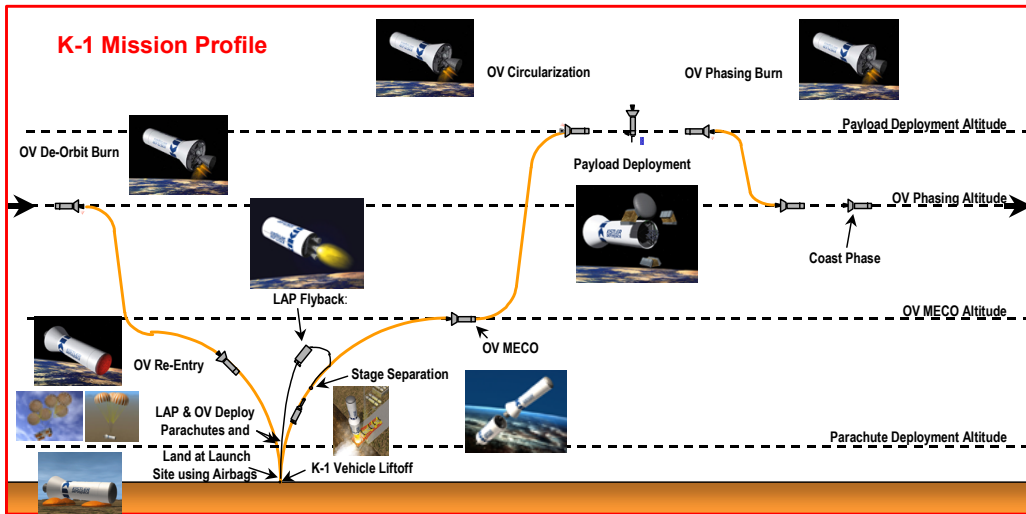 K-1 Mission Profile
OV Circularization
OV Phasing Burn
Payload Deployment Altitude
OV De-Orbit Burn
Payload Deployment
OV Phasing Altitude
Coast Phase
LAP Flyback:
OV MECO Altitude
OV MECO
OV Re-Entry
Stage Separation
LAP & OV Deploy
Parachutes and
Parachute Deployment Altitude
Land at Launch
Site using Airbags
K-1 Vehicle Liftoff